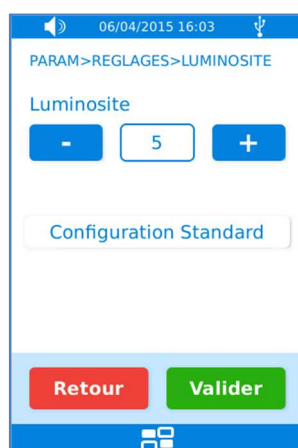 06/04/2015 16:03
PARAM>REGLAGES>LUMINOSITE
Luminosite
- 5 +
Configuration Standard
Retour Valider